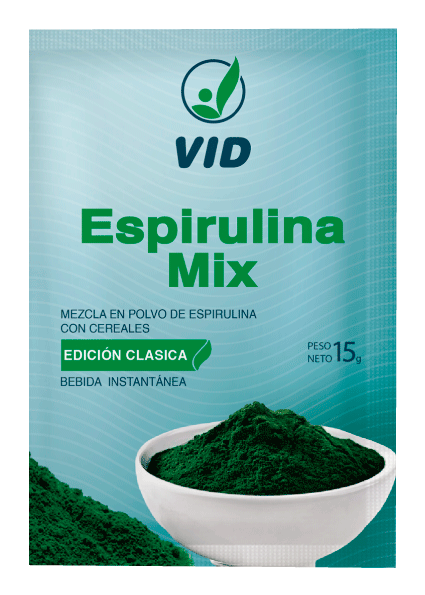 VID
Espirulina
Mix
MEZCLA EN POLVO DE ESPIRULINA
CON CEREALES
EDICIÓN CLASICA
BEBIDA INSTANTÁNEA
PESO
NETO 15g